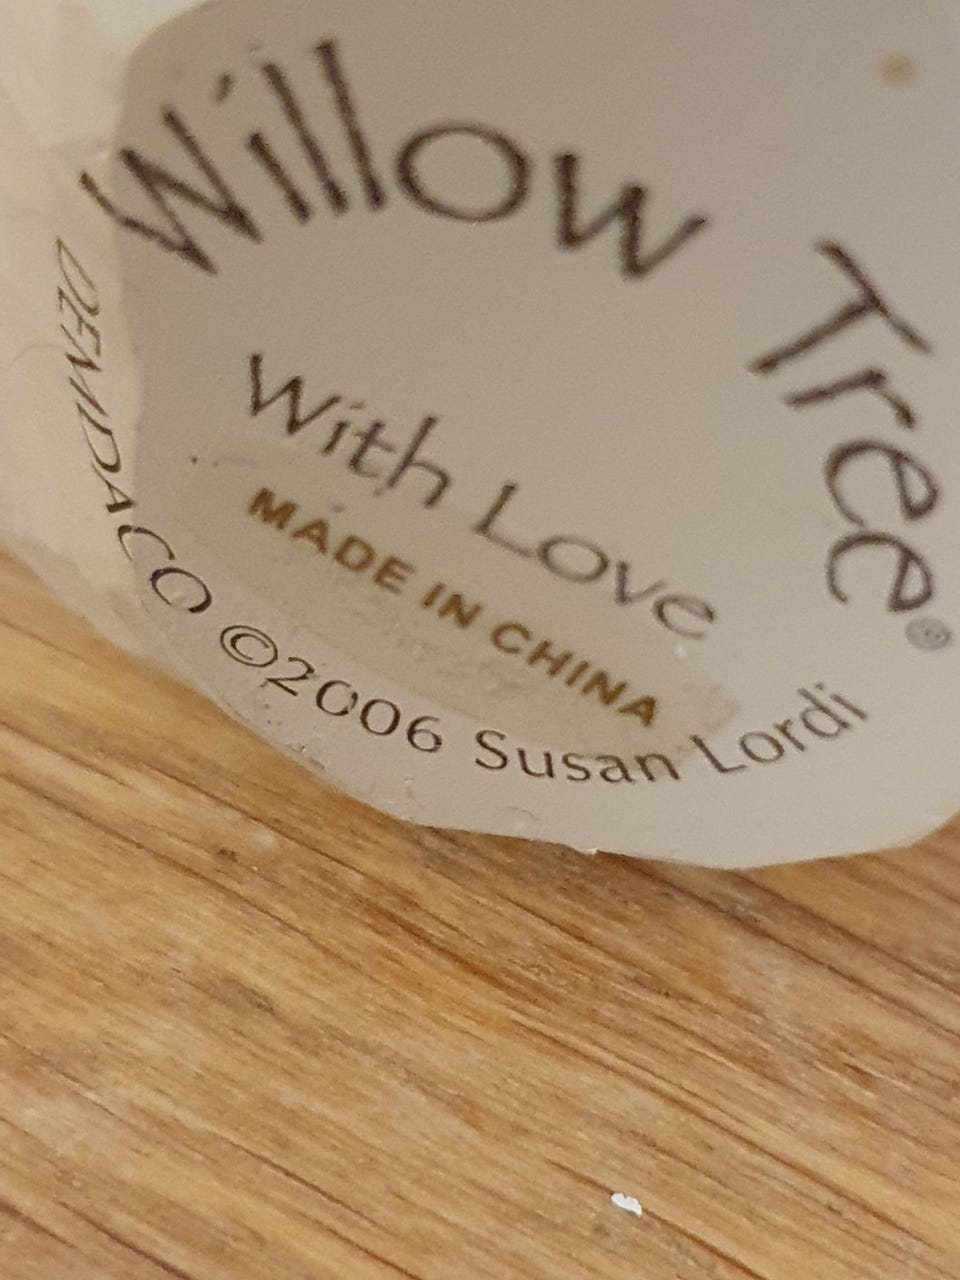 Willow Tree®
With Love
MADE IN CHINA
DEMDACO ©2006 Susan Lordi